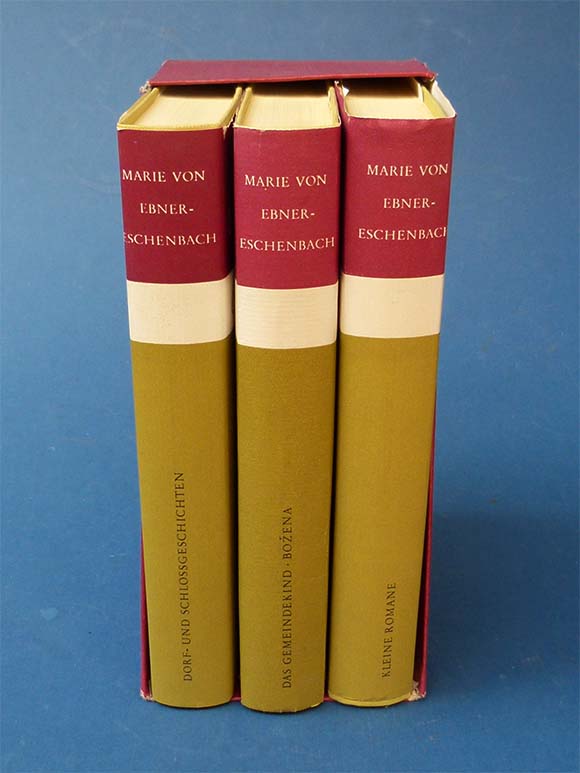 MARIE VON
EBNER-
ESCHENBACH
DORF- UND SCHLOSSGESCHICHTEN
MARIE VON
EBNER-
ESCHENBACH
DAS GEMEINDEKIND · BOŽENA
MARIE VON
EBNER-
ESCHENBACH
KLEINE ROMANE